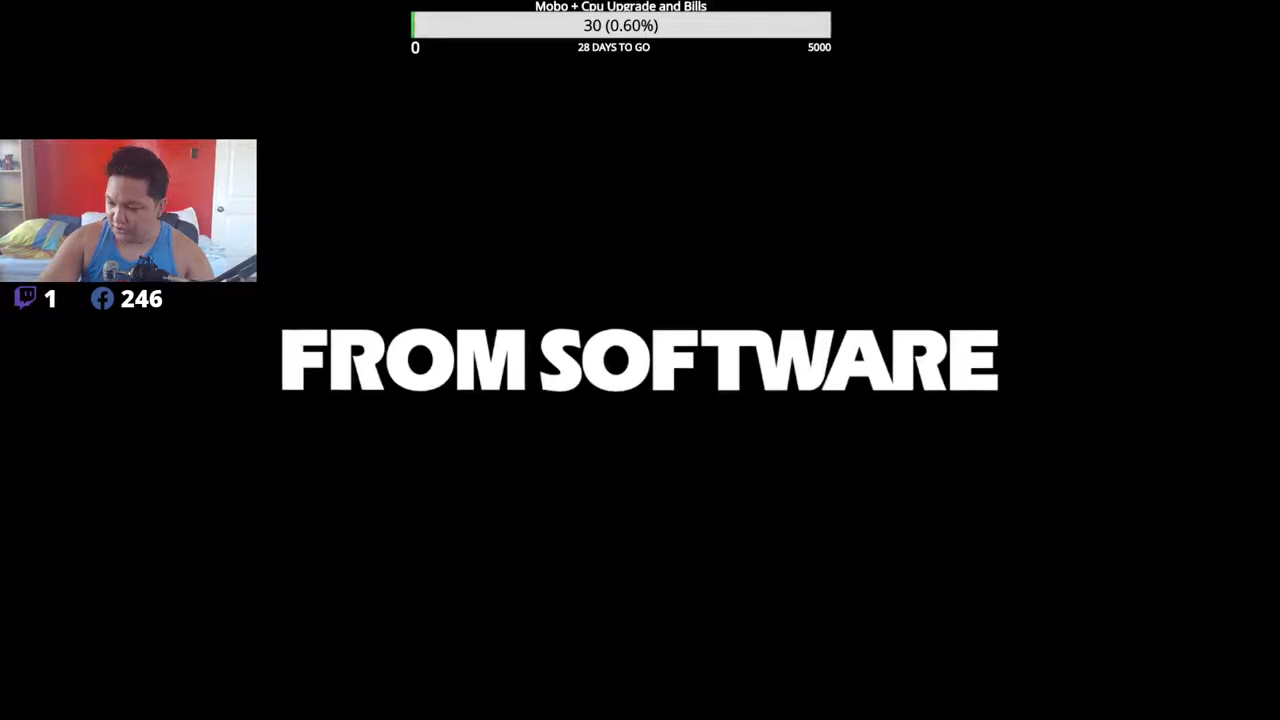 Mobo + Cpu Upgrade and Bills
30 (0.60%)
0 28 DAYS TO GO 5000
1 246
FROM SOFTWARE